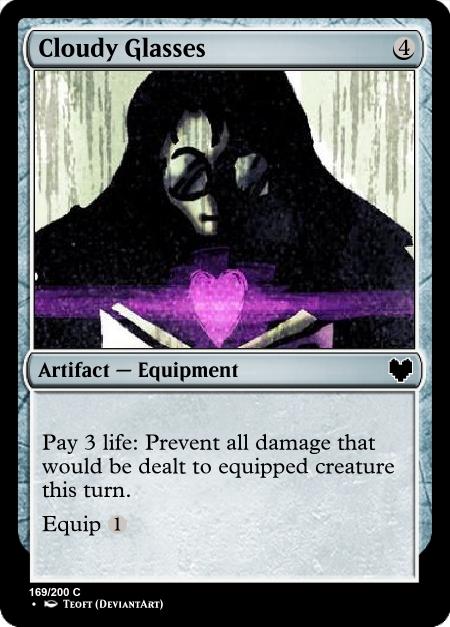 Cloudy Glasses 4
Artifact — Equipment
Pay 3 life: Prevent all damage that
would be dealt to equipped creature
this turn.
Equip 1
169/200 C
• Teoft (DeviantArt)